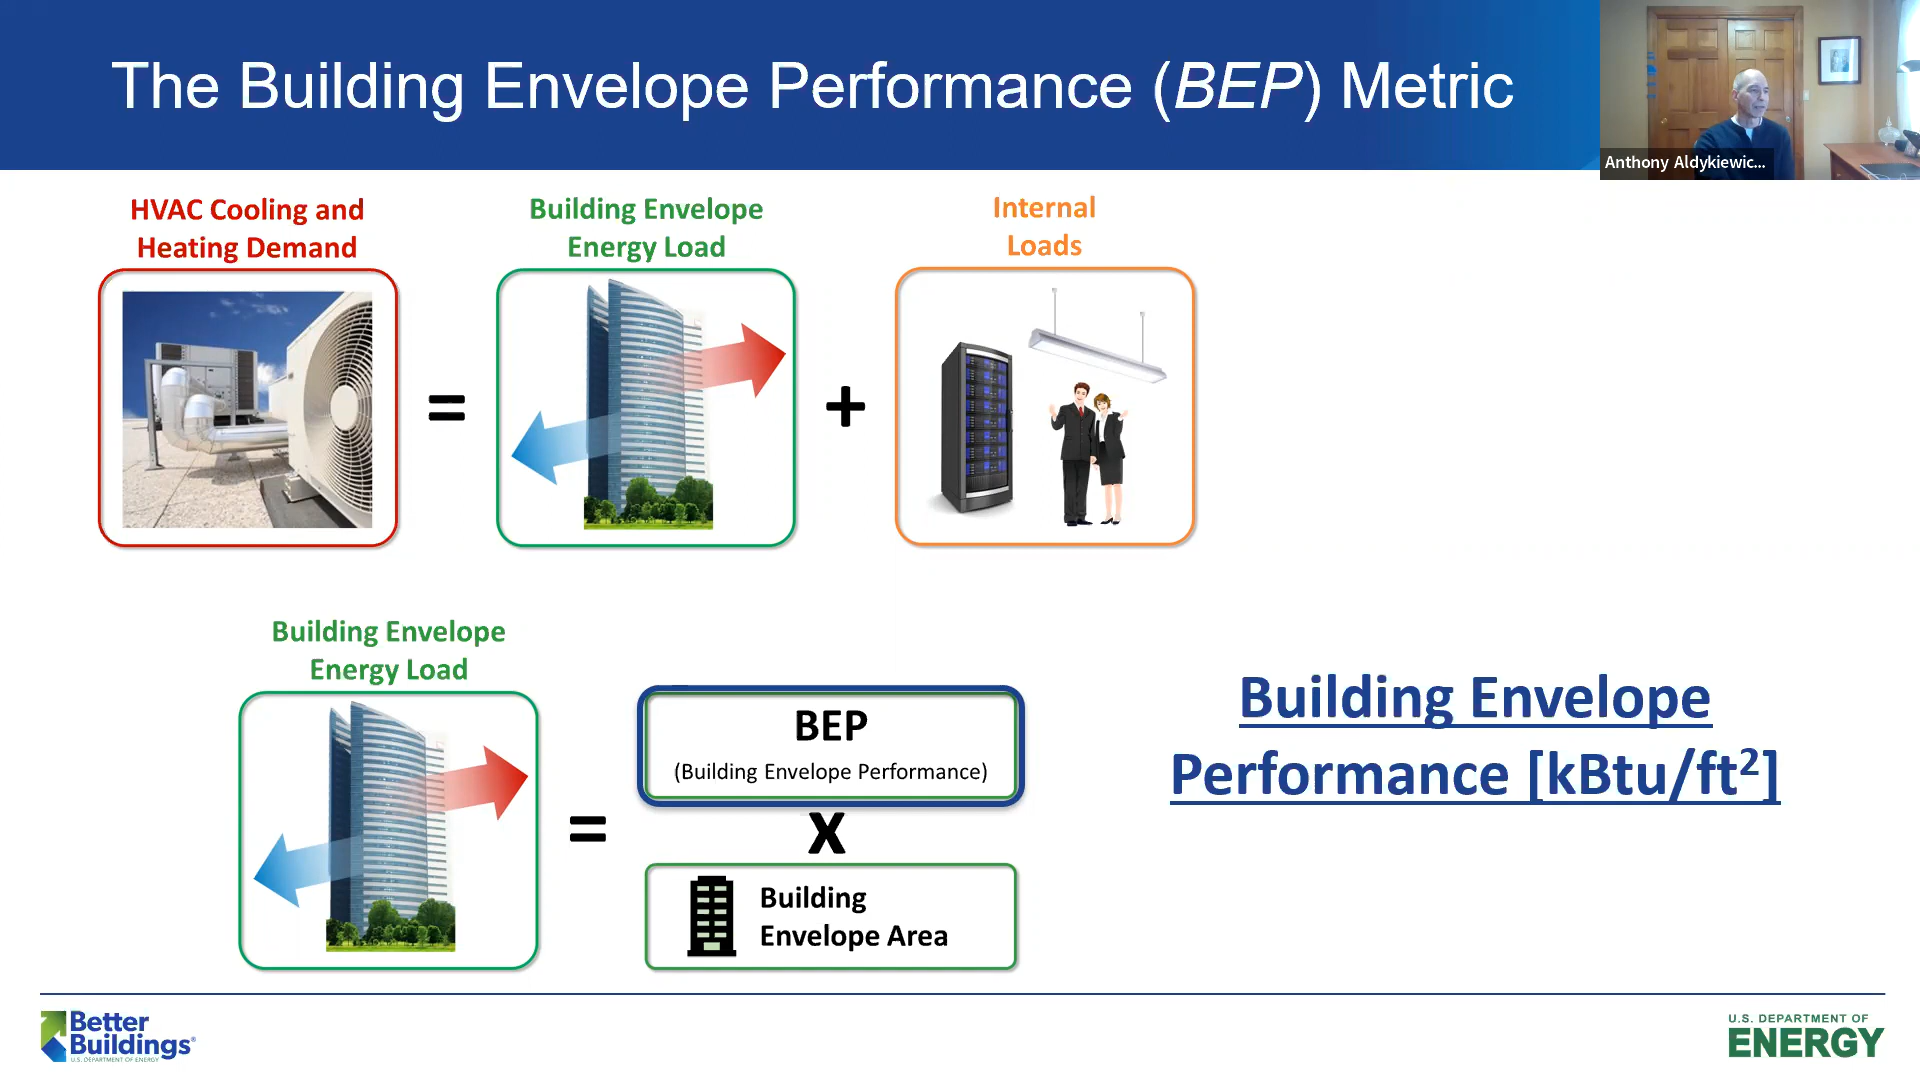 The Building Envelope Performance (BEP) Metric
Anthony Aldykiewic...
HVAC Cooling and
Heating Demand
Building Envelope
Energy Load
Internal
Loads
=
+
Building Envelope
Energy Load
=
BEP
(Building Envelope Performance)
X
Building
Envelope Area
Building Envelope
Performance [kBtu/ft²]
Better
Buildings®
U.S. DEPARTMENT OF ENERGY
U.S. DEPARTMENT OF
ENERGY